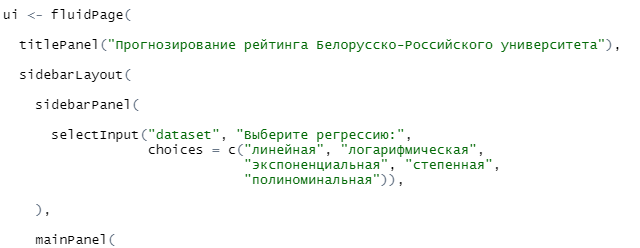 ui <- fluidPage(
titlePanel("Прогнозирование рейтинга Белорусско-Российского университета"),
sidebarLayout(
sidebarPanel(
selectInput("dataset", "Выберите регрессию:",
choices = c("линейная", "логарифмическая",
"экспоненциальная", "степенная",
"полиноминальная")),
),
mainPanel(